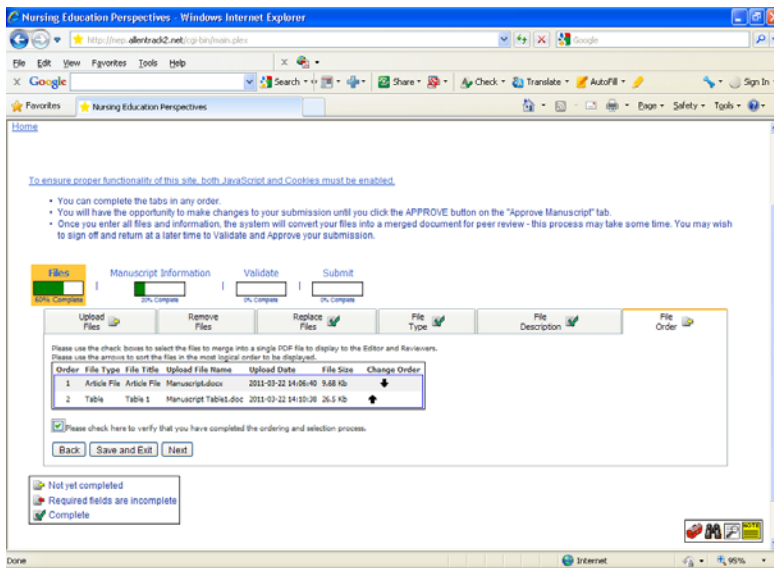 Nursing Education Perspectives - Windows Internet Explorer
http://nep.allentrack2.net/cgi-bin/main.plex
Google
File Edit View Favorites Tools Help
Google Search Share Check Translate AutoFill Sign In
Favorites Nursing Education Perspectives Page Safety Tools
Home
To ensure proper functionality of this site, both JavaScript and Cookies must be enabled.
• You can complete the tabs in any order.
• You will have the opportunity to make changes to your submission until you click the APPROVE button on the "Approve Manuscript" tab.
• Once you enter all files and information, the system will convert your files into a merged document for peer review - this process may take some time. You may wish
to sign off and return at a later time to Validate and Approve your submission.
Files Manuscript Information Validate Submit
60% Complete 20% Complete 0% Complete 0% Complete
Upload Files Remove Files Replace Files File Type File Description File Order
Please use the check boxes to select the files to merge into a single PDF file to display to the Editor and Reviewers.
Please use the arrows to sort the files in the most logical order to be displayed.
Order File Type File Title Upload File Name Upload Date File Size Change Order
1 Article File Article File Manuscript.docx 2011-03-22 14:06:40 9.68 Kb
2 Table Table 1 Manuscript Table1.doc 2011-03-22 14:10:38 26.5 Kb
Please check here to verify that you have completed the ordering and selection process.
Back Save and Exit Next
Not yet completed
Required fields are incomplete
Complete
NOTE
Done Internet 95%